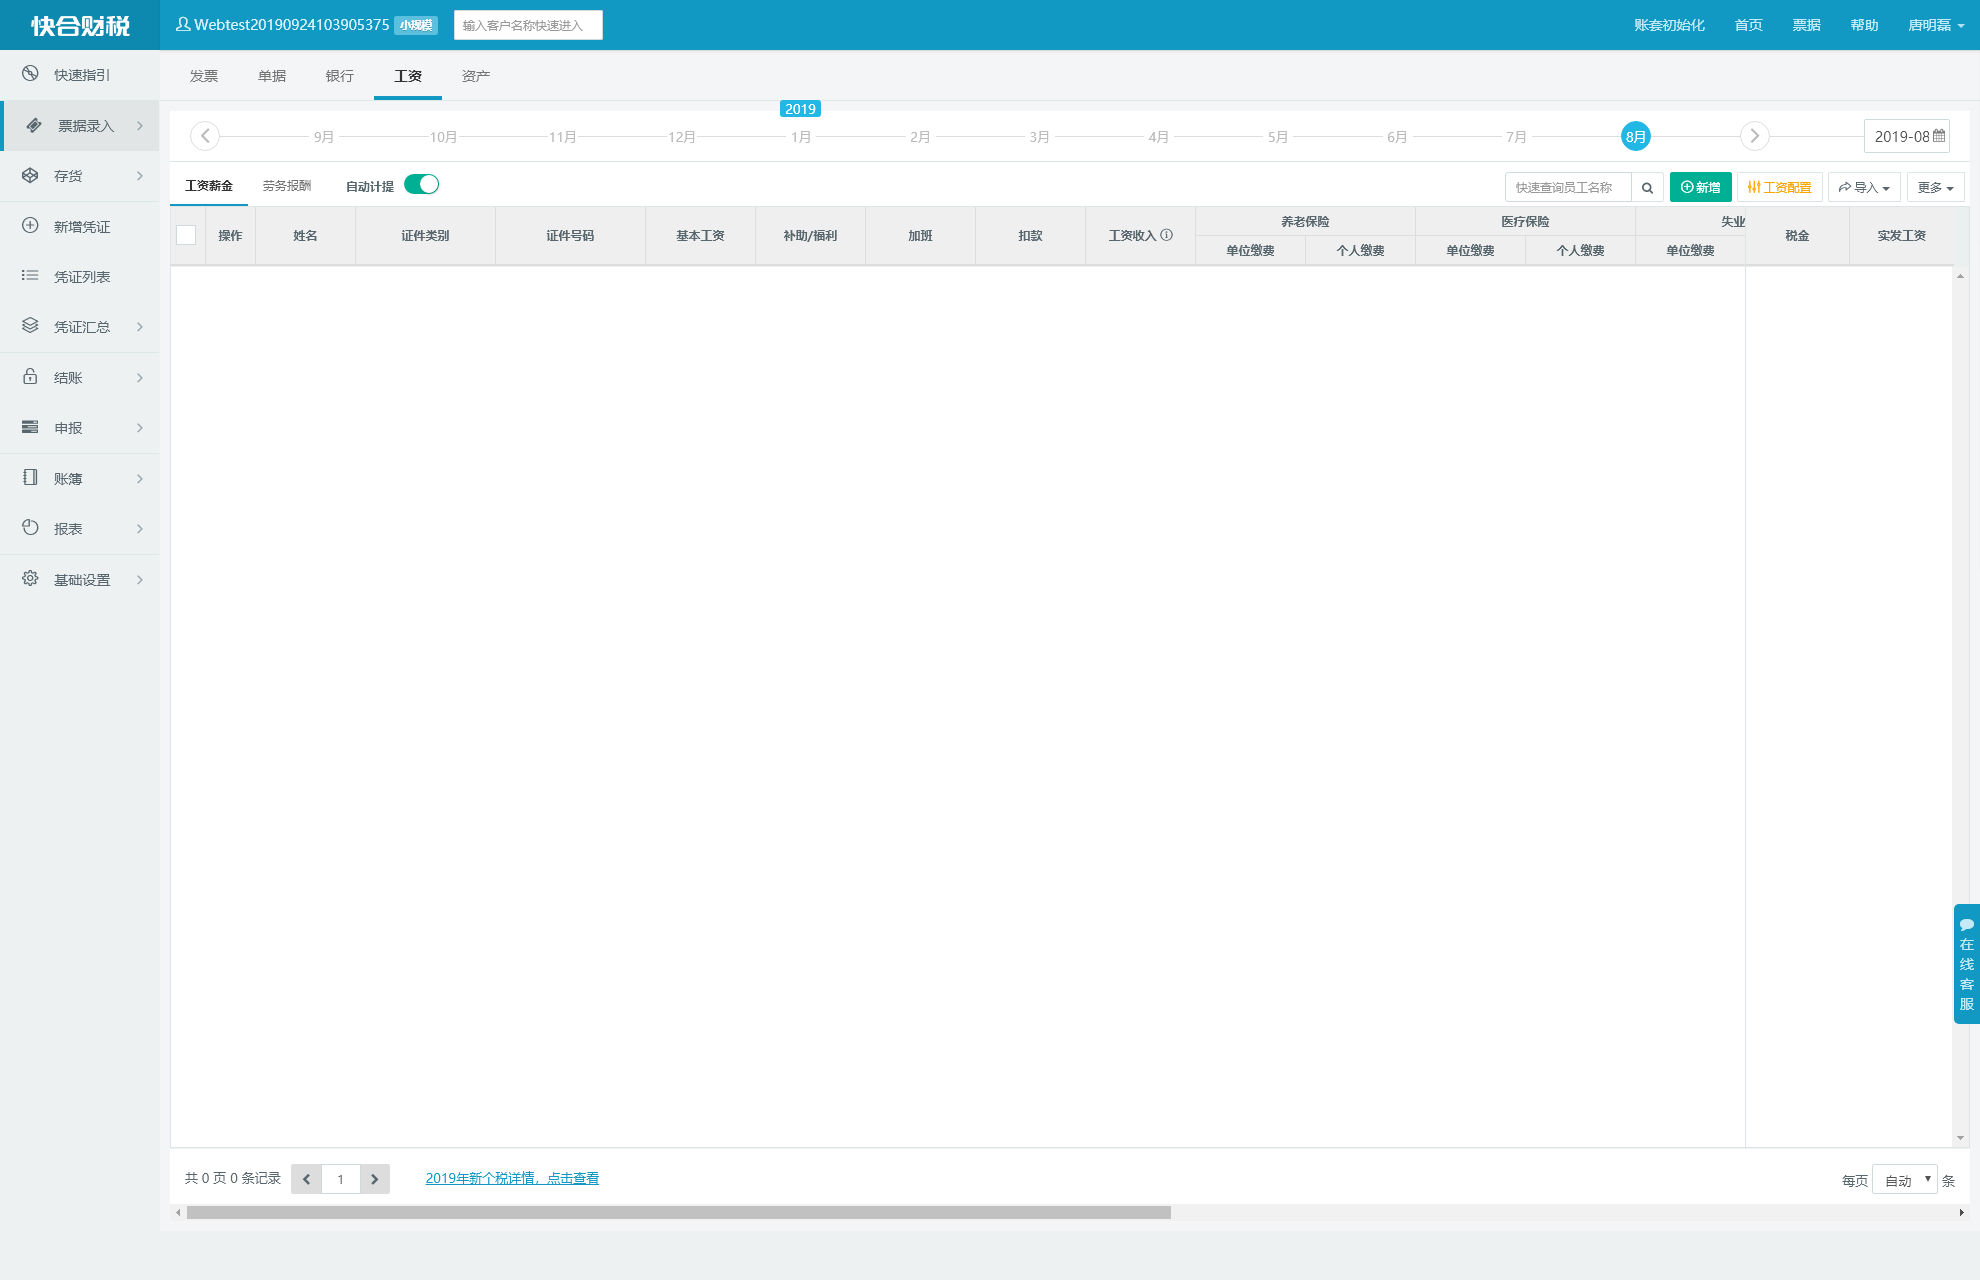 快合财税
Webtest20190924103905375 小规模 输入客户名称快速进入 账套初始化 首页 票据 帮助 唐明磊
快速指引
票据录入
存货
新增凭证
凭证列表
凭证汇总
结账
申报
账簿
报表
基础设置
发票 单据 银行 工资 资产
2019
9月 10月 11月 12月 1月 2月 3月 4月 5月 6月 7月 8月 2019-08
工资薪金 劳务报酬 自动计提 快速查询员工名称 新增 工资配置 导入 更多
操作 姓名 证件类别 证件号码 基本工资 补助/福利 加班 扣款 工资收入 养老保险 医疗保险 失业 税金 实发工资
单位缴费 个人缴费 单位缴费 个人缴费 单位缴费
共 0 页 0 条记录 1 2019年新个税详情，点击查看 每页 自动 条
在线客服